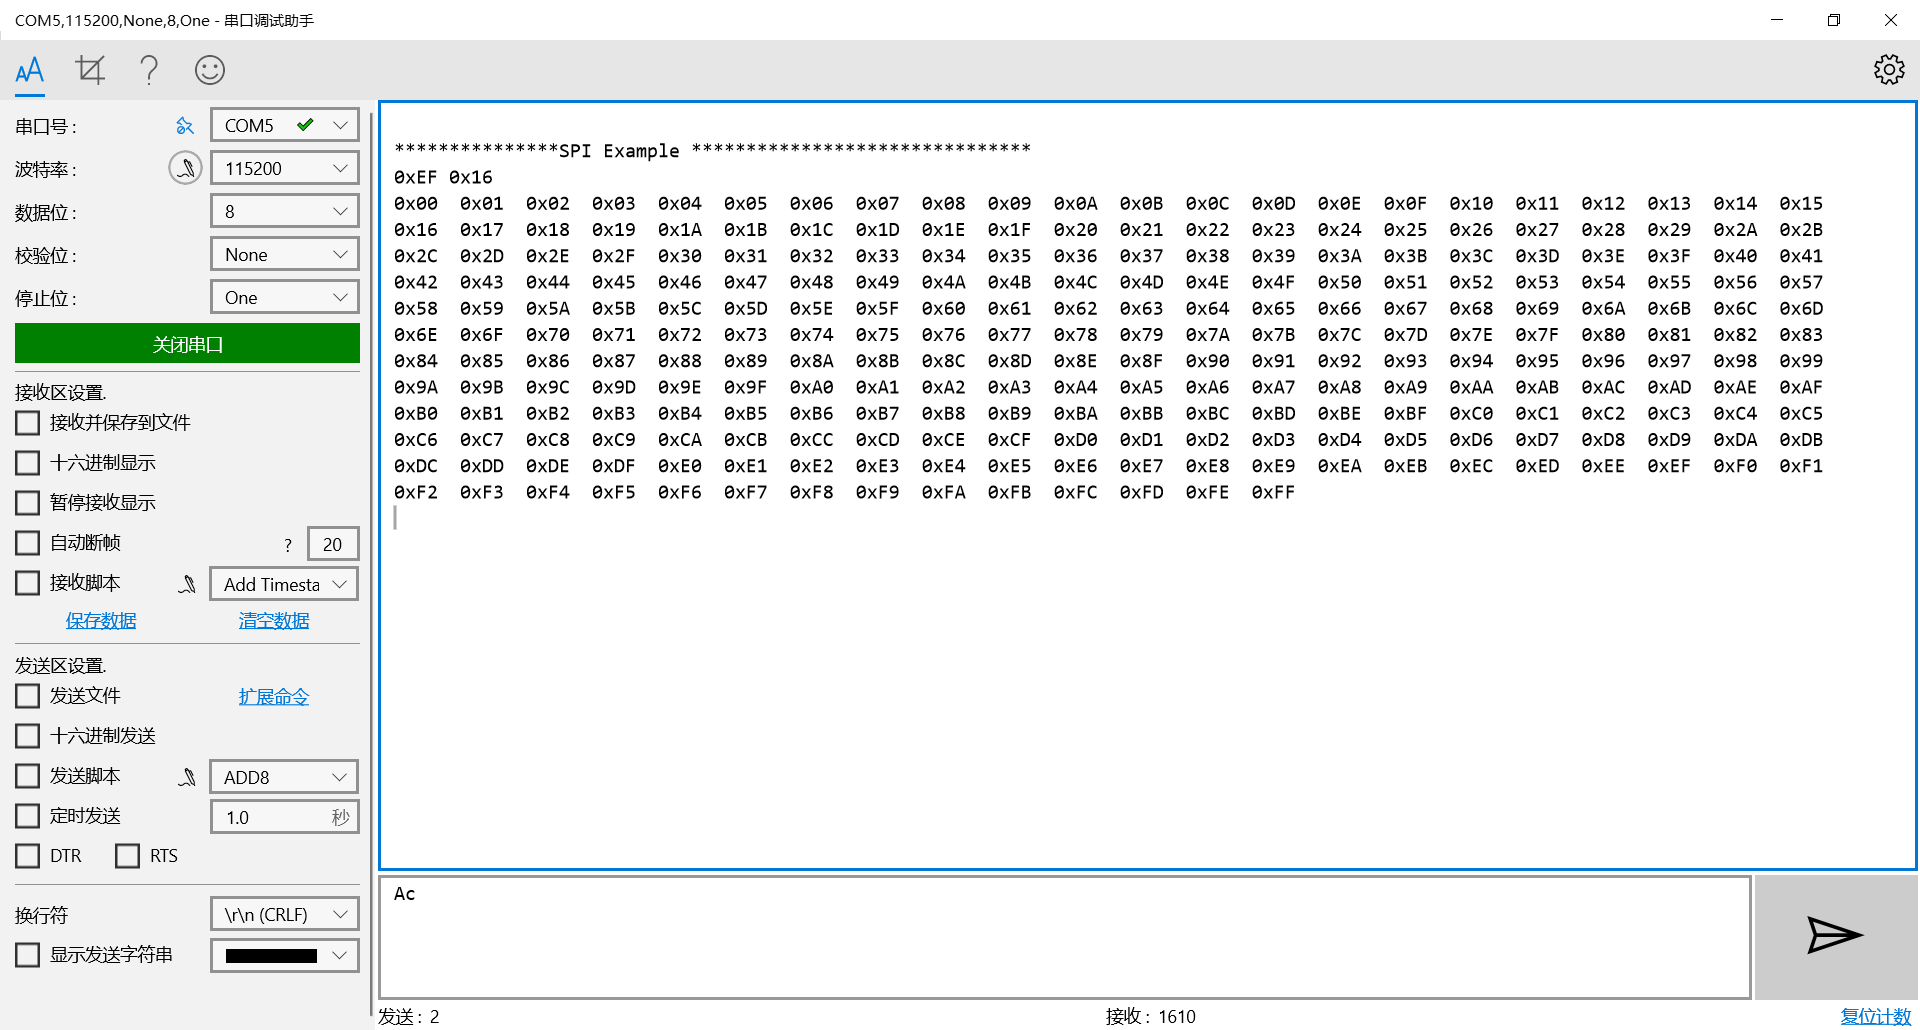 COM5,115200,None,8,One - 串口调试助手
串口号 :
COM5
波特率 :
115200
数据位 :
8
校验位 :
None
停止位 :
One
关闭串口
接收区设置.
接收并保存到文件
十六进制显示
暂停接收显示
自动断帧
?
20
接收脚本
Add Timesta
保存数据
清空数据
发送区设置.
发送文件
扩展命令
十六进制发送
发送脚本
ADD8
定时发送
1.0
秒
DTR
RTS
换行符
\r\n (CRLF)
显示发送字符串
***************SPI Example *******************************
0xEF 0x16
0x00 0x01 0x02 0x03 0x04 0x05 0x06 0x07 0x08 0x09 0x0A 0x0B 0x0C 0x0D 0x0E 0x0F 0x10 0x11 0x12 0x13 0x14 0x15
0x16 0x17 0x18 0x19 0x1A 0x1B 0x1C 0x1D 0x1E 0x1F 0x20 0x21 0x22 0x23 0x24 0x25 0x26 0x27 0x28 0x29 0x2A 0x2B
0x2C 0x2D 0x2E 0x2F 0x30 0x31 0x32 0x33 0x34 0x35 0x36 0x37 0x38 0x39 0x3A 0x3B 0x3C 0x3D 0x3E 0x3F 0x40 0x41
0x42 0x43 0x44 0x45 0x46 0x47 0x48 0x49 0x4A 0x4B 0x4C 0x4D 0x4E 0x4F 0x50 0x51 0x52 0x53 0x54 0x55 0x56 0x57
0x58 0x59 0x5A 0x5B 0x5C 0x5D 0x5E 0x5F 0x60 0x61 0x62 0x63 0x64 0x65 0x66 0x67 0x68 0x69 0x6A 0x6B 0x6C 0x6D
0x6E 0x6F 0x70 0x71 0x72 0x73 0x74 0x75 0x76 0x77 0x78 0x79 0x7A 0x7B 0x7C 0x7D 0x7E 0x7F 0x80 0x81 0x82 0x83
0x84 0x85 0x86 0x87 0x88 0x89 0x8A 0x8B 0x8C 0x8D 0x8E 0x8F 0x90 0x91 0x92 0x93 0x94 0x95 0x96 0x97 0x98 0x99
0x9A 0x9B 0x9C 0x9D 0x9E 0x9F 0xA0 0xA1 0xA2 0xA3 0xA4 0xA5 0xA6 0xA7 0xA8 0xA9 0xAA 0xAB 0xAC 0xAD 0xAE 0xAF
0xB0 0xB1 0xB2 0xB3 0xB4 0xB5 0xB6 0xB7 0xB8 0xB9 0xBA 0xBB 0xBC 0xBD 0xBE 0xBF 0xC0 0xC1 0xC2 0xC3 0xC4 0xC5
0xC6 0xC7 0xC8 0xC9 0xCA 0xCB 0xCC 0xCD 0xCE 0xCF 0xD0 0xD1 0xD2 0xD3 0xD4 0xD5 0xD6 0xD7 0xD8 0xD9 0xDA 0xDB
0xDC 0xDD 0xDE 0xDF 0xE0 0xE1 0xE2 0xE3 0xE4 0xE5 0xE6 0xE7 0xE8 0xE9 0xEA 0xEB 0xEC 0xED 0xEE 0xEF 0xF0 0xF1
0xF2 0xF3 0xF4 0xF5 0xF6 0xF7 0xF8 0xF9 0xFA 0xFB 0xFC 0xFD 0xFE 0xFF
Ac
发送 : 2
接收 : 1610
复位计数